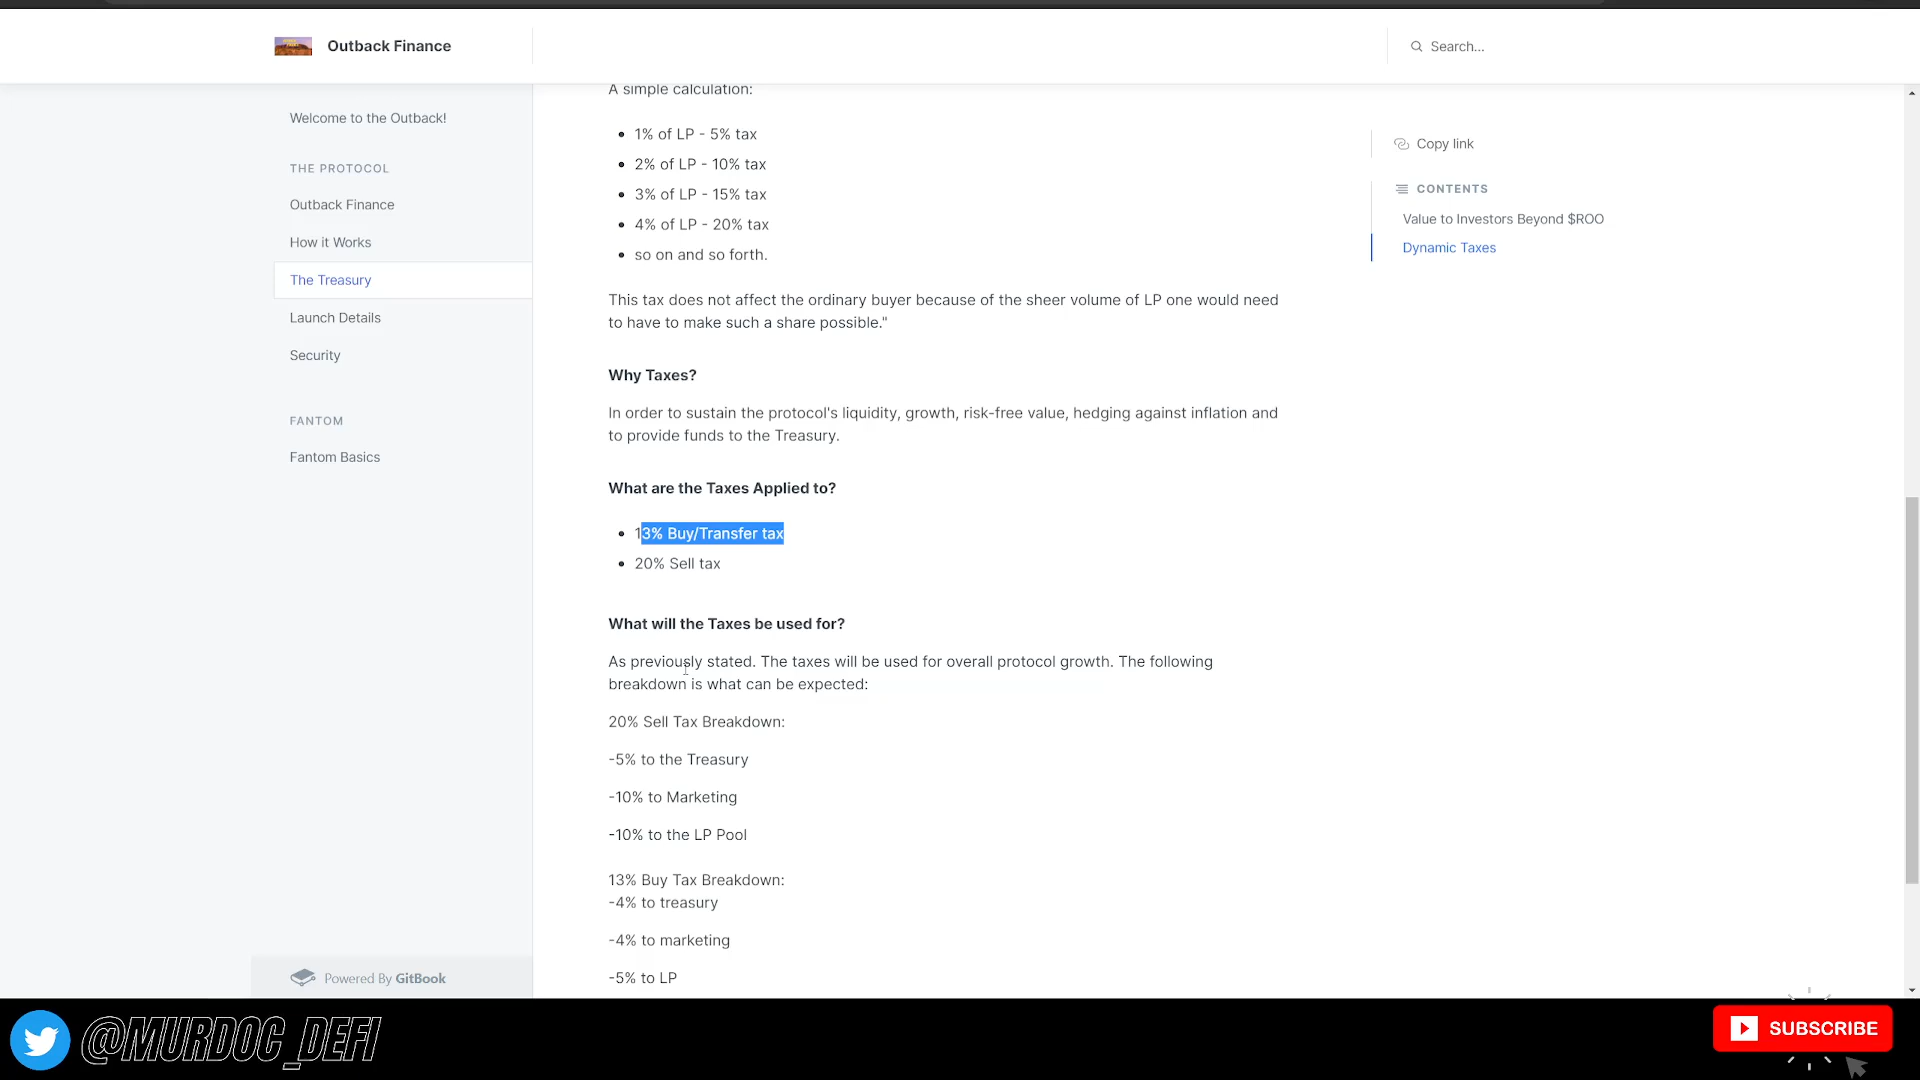 Outback Finance
Search...
Welcome to the Outback!
THE PROTOCOL
Outback Finance
How it Works
The Treasury
Launch Details
Security
FANTOM
Fantom Basics
Powered By GitBook
A simple calculation:
1% of LP - 5% tax
2% of LP - 10% tax
3% of LP - 15% tax
4% of LP - 20% tax
so on and so forth.
This tax does not affect the ordinary buyer because of the sheer volume of LP one would need
to have to make such a share possible."
Why Taxes?
In order to sustain the protocol's liquidity, growth, risk-free value, hedging against inflation and
to provide funds to the Treasury.
What are the Taxes Applied to?
13% Buy/Transfer tax
20% Sell tax
What will the Taxes be used for?
As previously stated. The taxes will be used for overall protocol growth. The following
breakdown is what can be expected:
20% Sell Tax Breakdown:
-5% to the Treasury
-10% to Marketing
-10% to the LP Pool
13% Buy Tax Breakdown:
-4% to treasury
-4% to marketing
-5% to LP
Copy link
CONTENTS
Value to Investors Beyond $ROO
Dynamic Taxes
@MURDOC_DEFI
SUBSCRIBE